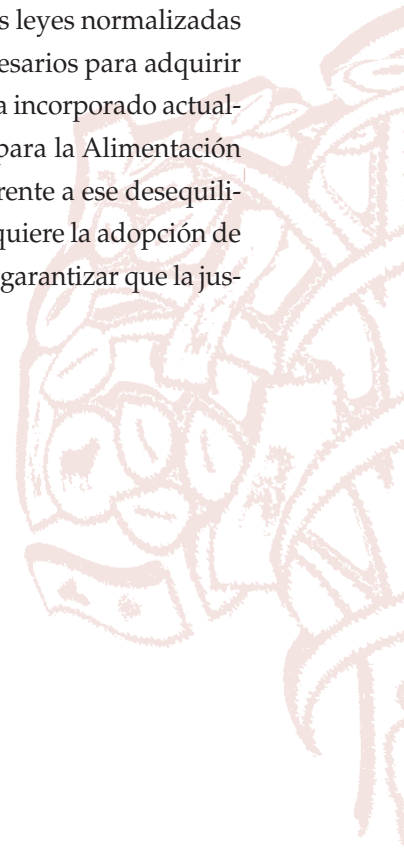 s leyes normalizadas
esarios para adquirir
a incorporado actual-
para la Alimentación
rente a ese desequili-
quiere la adopción de
garantizar que la jus-